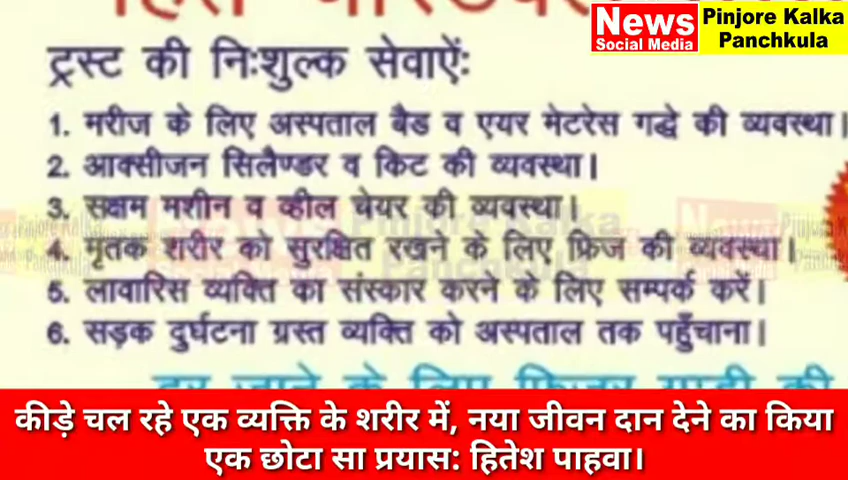 News
Social Media
Pinjore Kalka
Panchkula
ट्रस्ट की निःशुल्क सेवाऐंः
1. मरीज के लिए अस्पताल बैड व एयर मेटरेस गद्धे की व्यवस्था।
2. आक्सीजन सिलैण्डर व किट की व्यवस्था।
3. सक्षम मशीन व व्हील चेयर की व्यवस्था।
4. मृतक शरीर को सुरक्षित रखने के लिए फ्रिज की व्यवस्था।
5. लावारिस व्यक्ति का संस्कार करने के लिए सम्पर्क करें।
6. सड़क दुर्घटना ग्रस्त व्यक्ति को अस्पताल तक पहुँचाना।
के लिए
कीड़े चल रहे एक व्यक्ति के शरीर में, नया जीवन दान देने का किया
एक छोटा सा प्रयास: हितेश पाहवा।